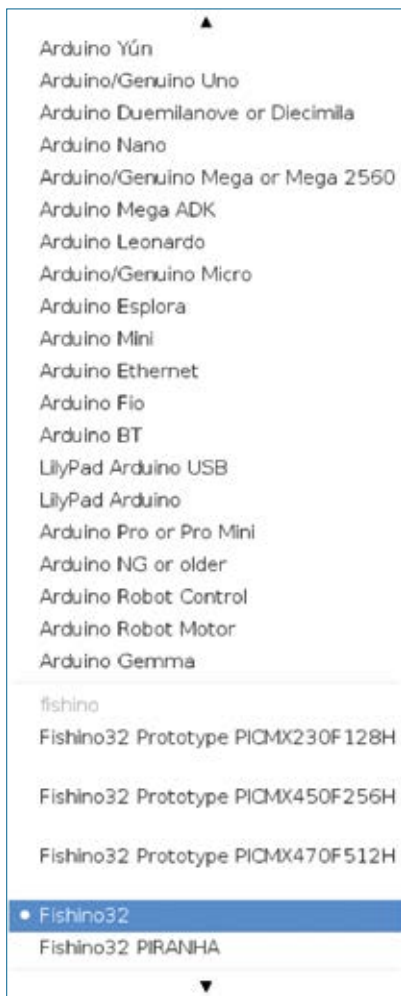 Arduino Yún
Arduino/Genuino Uno
Arduino Duemilanove or Diecimila
Arduino Nano
Arduino/Genuino Mega or Mega 2560
Arduino Mega ADK
Arduino Leonardo
Arduino/Genuino Micro
Arduino Esplora
Arduino Mini
Arduino Ethernet
Arduino Fio
Arduino BT
LilyPad Arduino USB
LilyPad Arduino
Arduino Pro or Pro Mini
Arduino NG or older
Arduino Robot Control
Arduino Robot Motor
Arduino Gemma
fishino
Fishino32 Prototype PICMX230F128H
Fishino32 Prototype PICMX450F256H
Fishino32 Prototype PICMX470F512H
Fishino32
Fishino32 PIRANHA